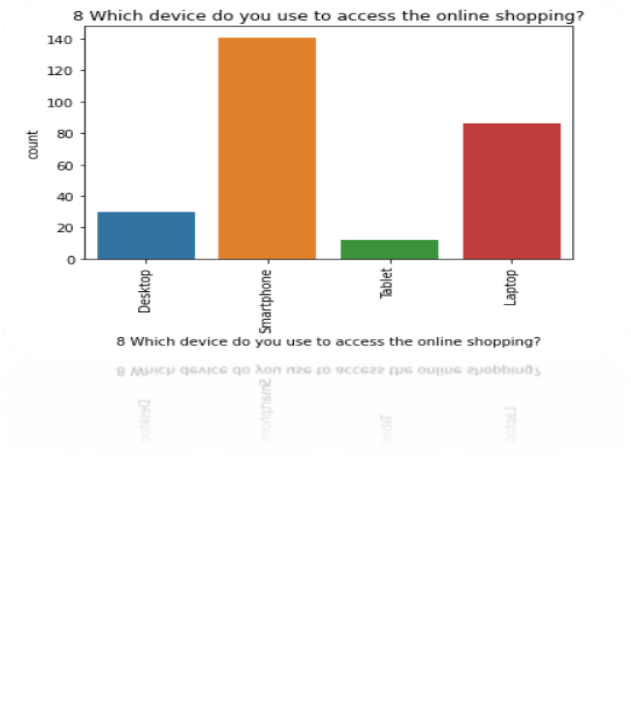 8 Which device do you use to access the online shopping?
140
120
100
80
60
40
20
0
count
Desktop
Smartphone
Tablet
Laptop
8 Which device do you use to access the online shopping?